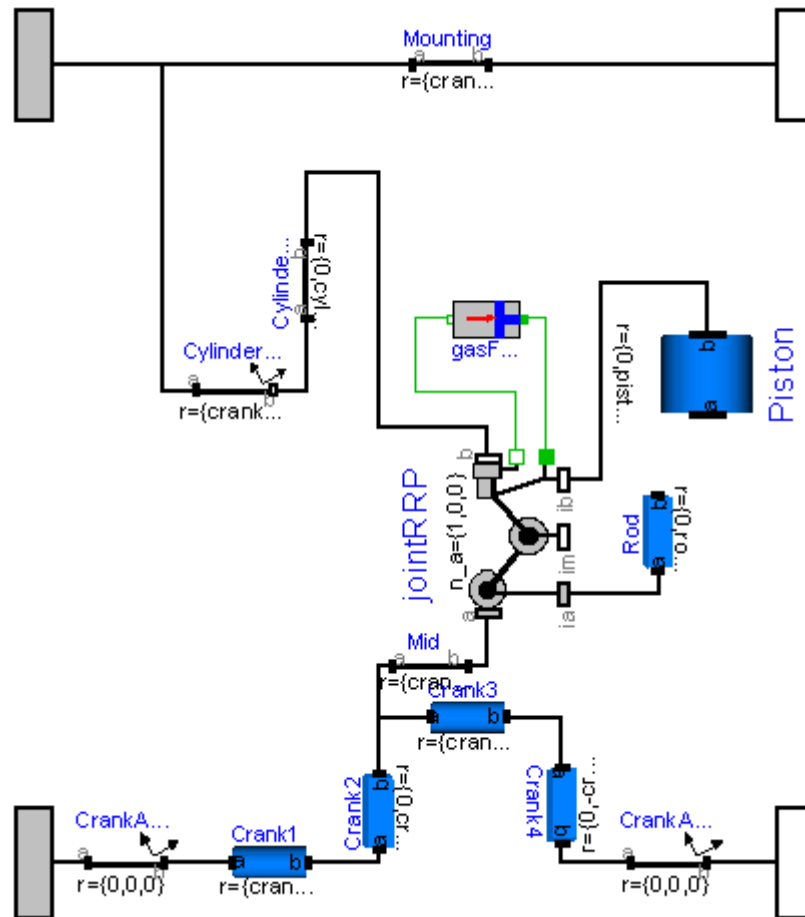 Mounting
a b
r={cran...
Cylinde...
a b
r={0,cyl...
Cylinder...
a b
r={crank...
gasF...
r={0,pist...
b
a
Piston
jointRRP
n_a={1,0,0}
b
ib
im
ia
a
Rod
b
a
r={0,ro...
Mid
a b
r={cran...
Crank3
a b
r={cran...
Crank2
b
a
r={0,cr...
Crank4
a
b
r={0,-cr...
CrankA...
a b
r={0,0,0}
Crank1
a b
r={cran...
CrankA...
a b
r={0,0,0}